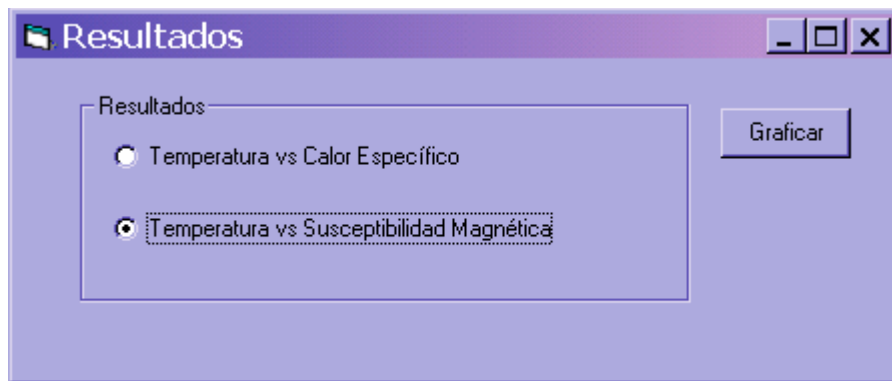 Resultados
Resultados
Graficar
Temperatura vs Calor Específico
Temperatura vs Susceptibilidad Magnética